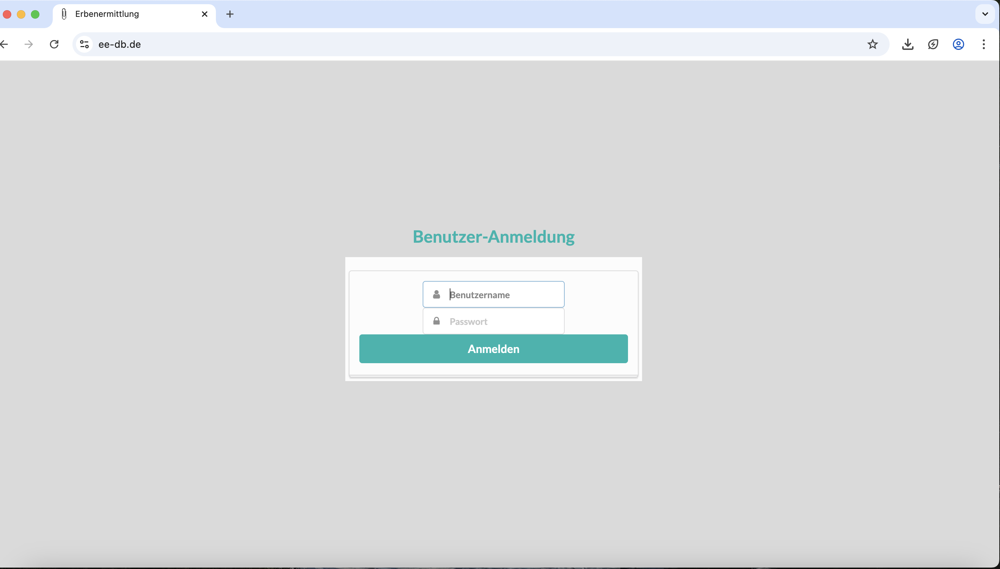 Erbenermittlung
ee-db.de
Benutzer-Anmeldung
Benutzername
Passwort
Anmelden